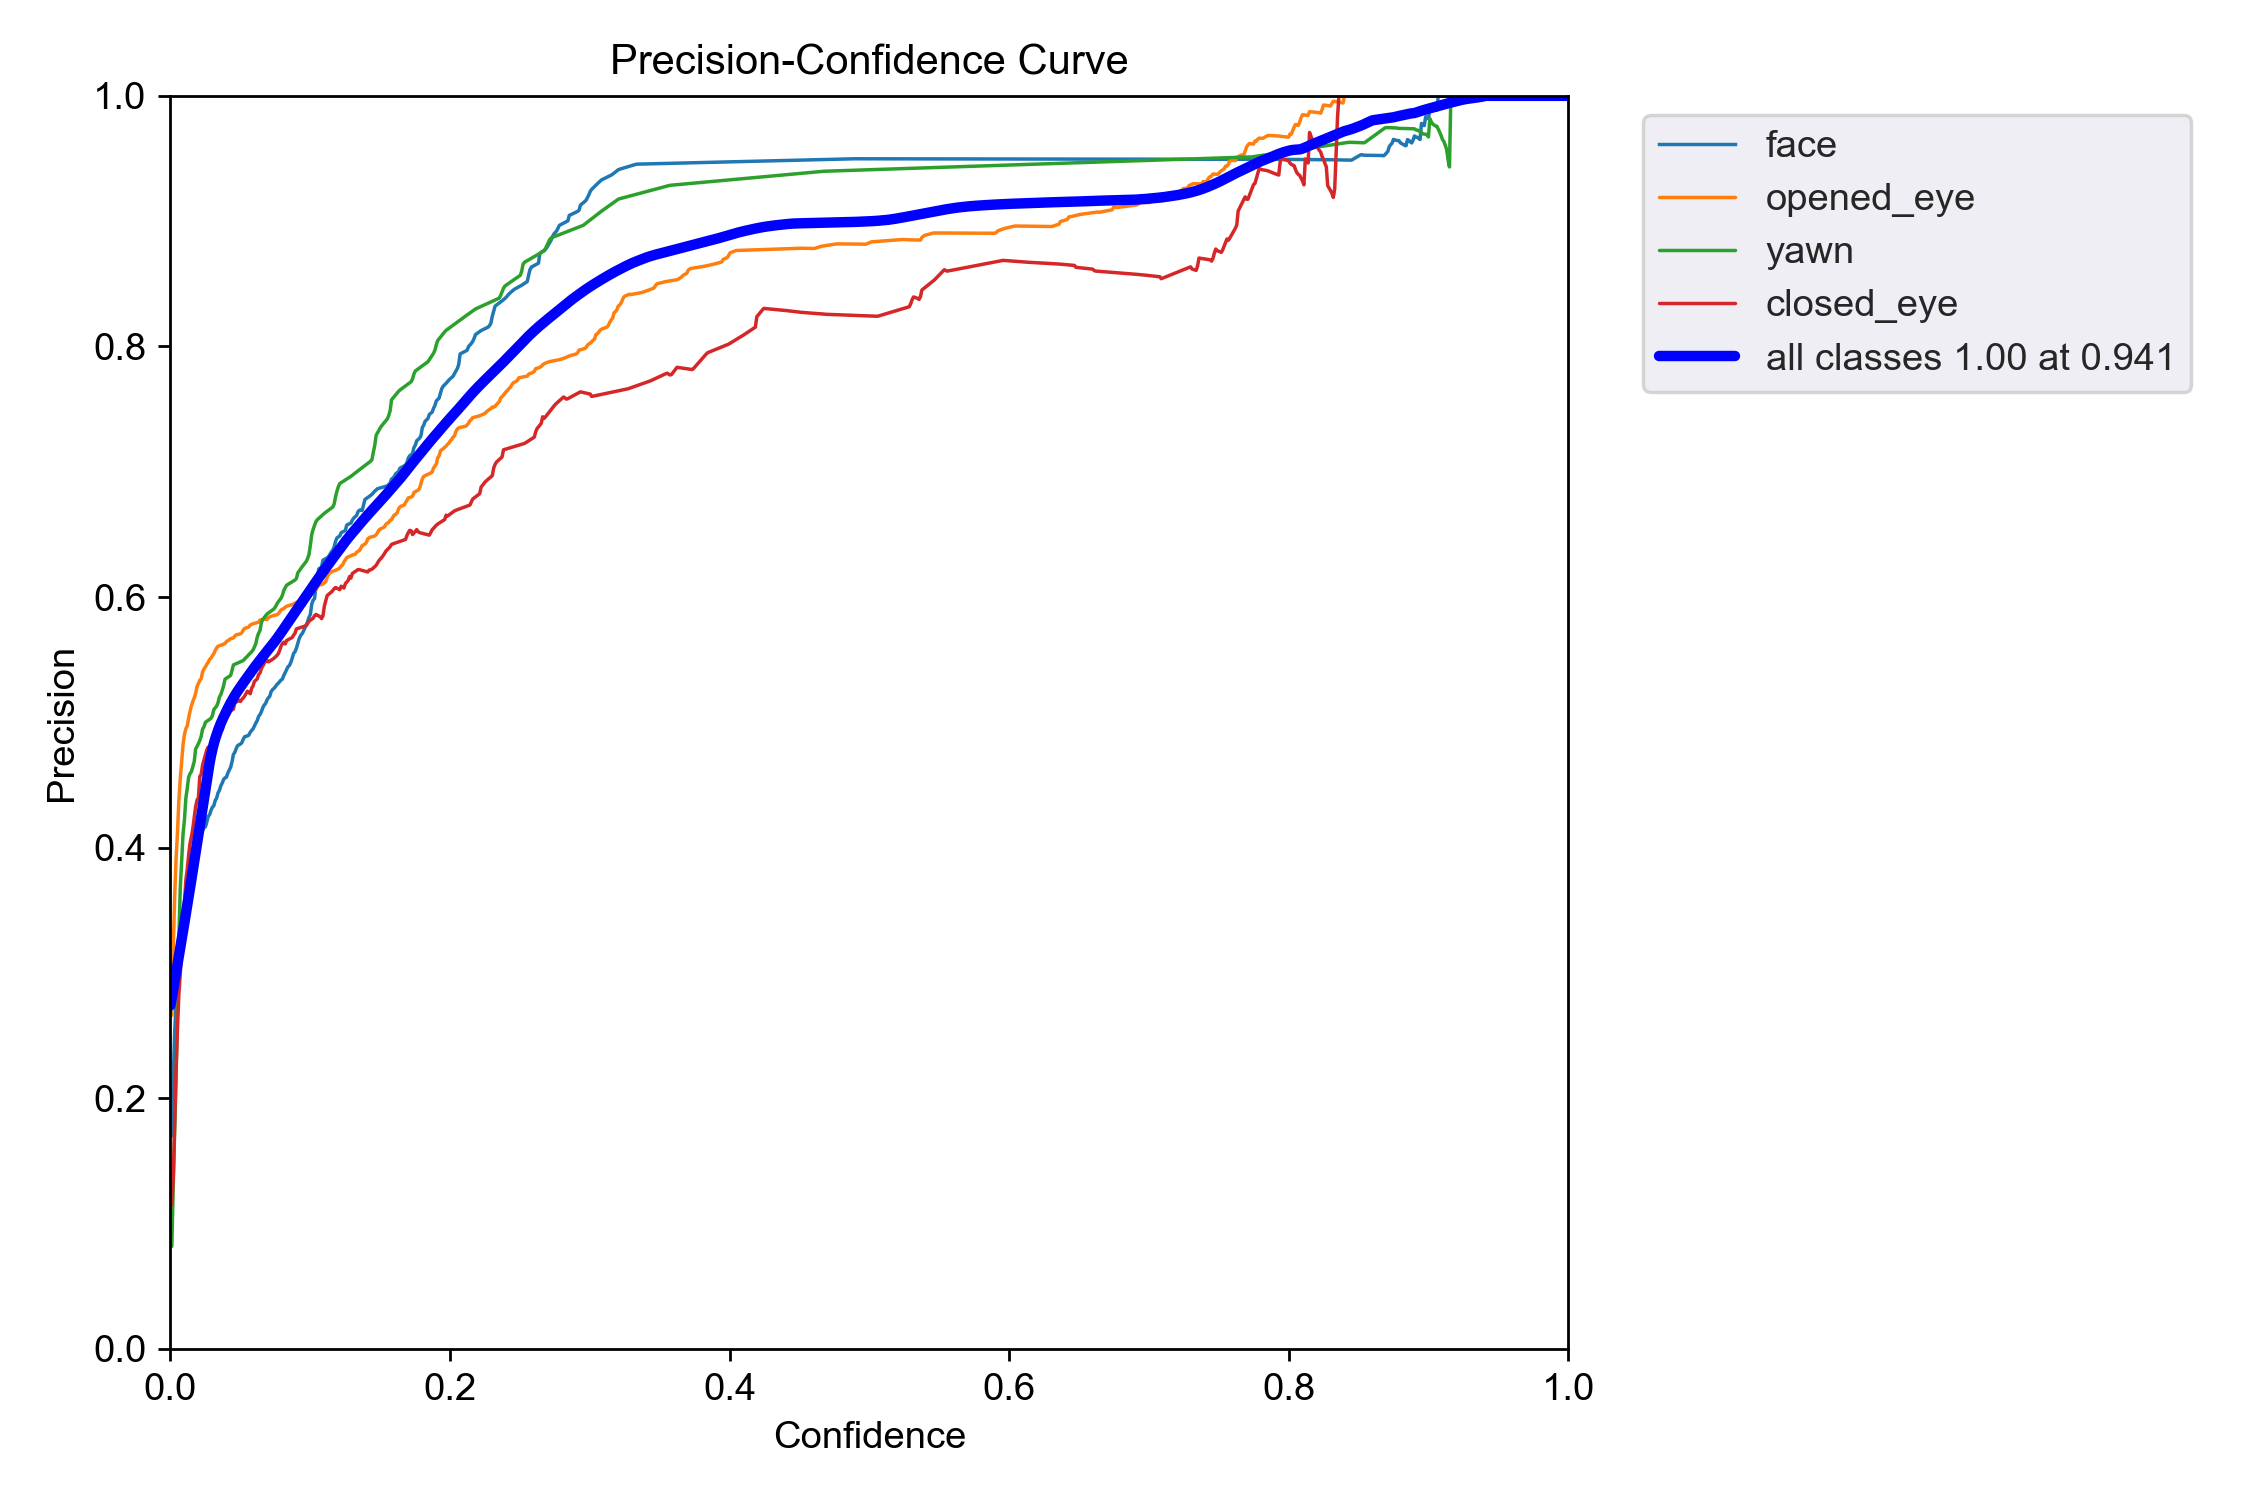 Precision-Confidence Curve
1.0
0.8
0.6
0.4
0.2
0.0
Precision
0.0 0.2 0.4 0.6 0.8 1.0
Confidence
face
opened_eye
yawn
closed_eye
all classes 1.00 at 0.941